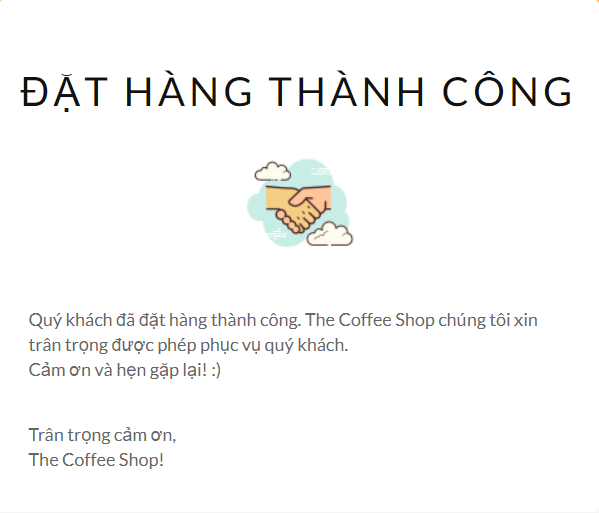 ĐẶT HÀNG THÀNH CÔNG
Quý khách đã đặt hàng thành công. The Coffee Shop chúng tôi xin
trân trọng được phép phục vụ quý khách.
Cảm ơn và hẹn gặp lại! :)
Trân trọng cảm ơn,
The Coffee Shop!